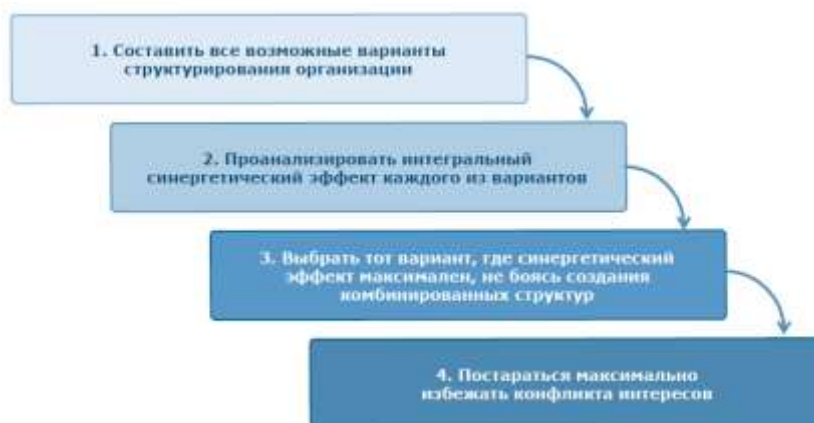 1. Составить все возможные варианты
структурирования организации
2. Проанализировать интегральный
синергетический эффект каждого из вариантов
3. Выбрать тот вариант, где синергетический
эффект максимален, не боясь создания
комбинированных структур
4. Постараться максимально
избежать конфликта интересов